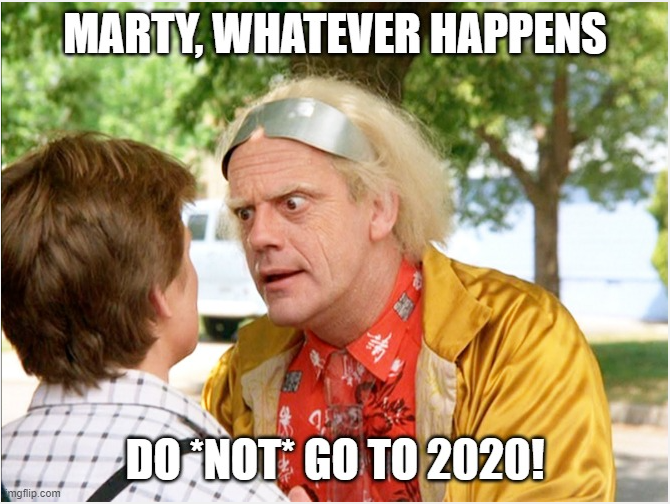 MARTY, WHATEVER HAPPENS
DO *NOT* GO TO 2020!
imgflip.com